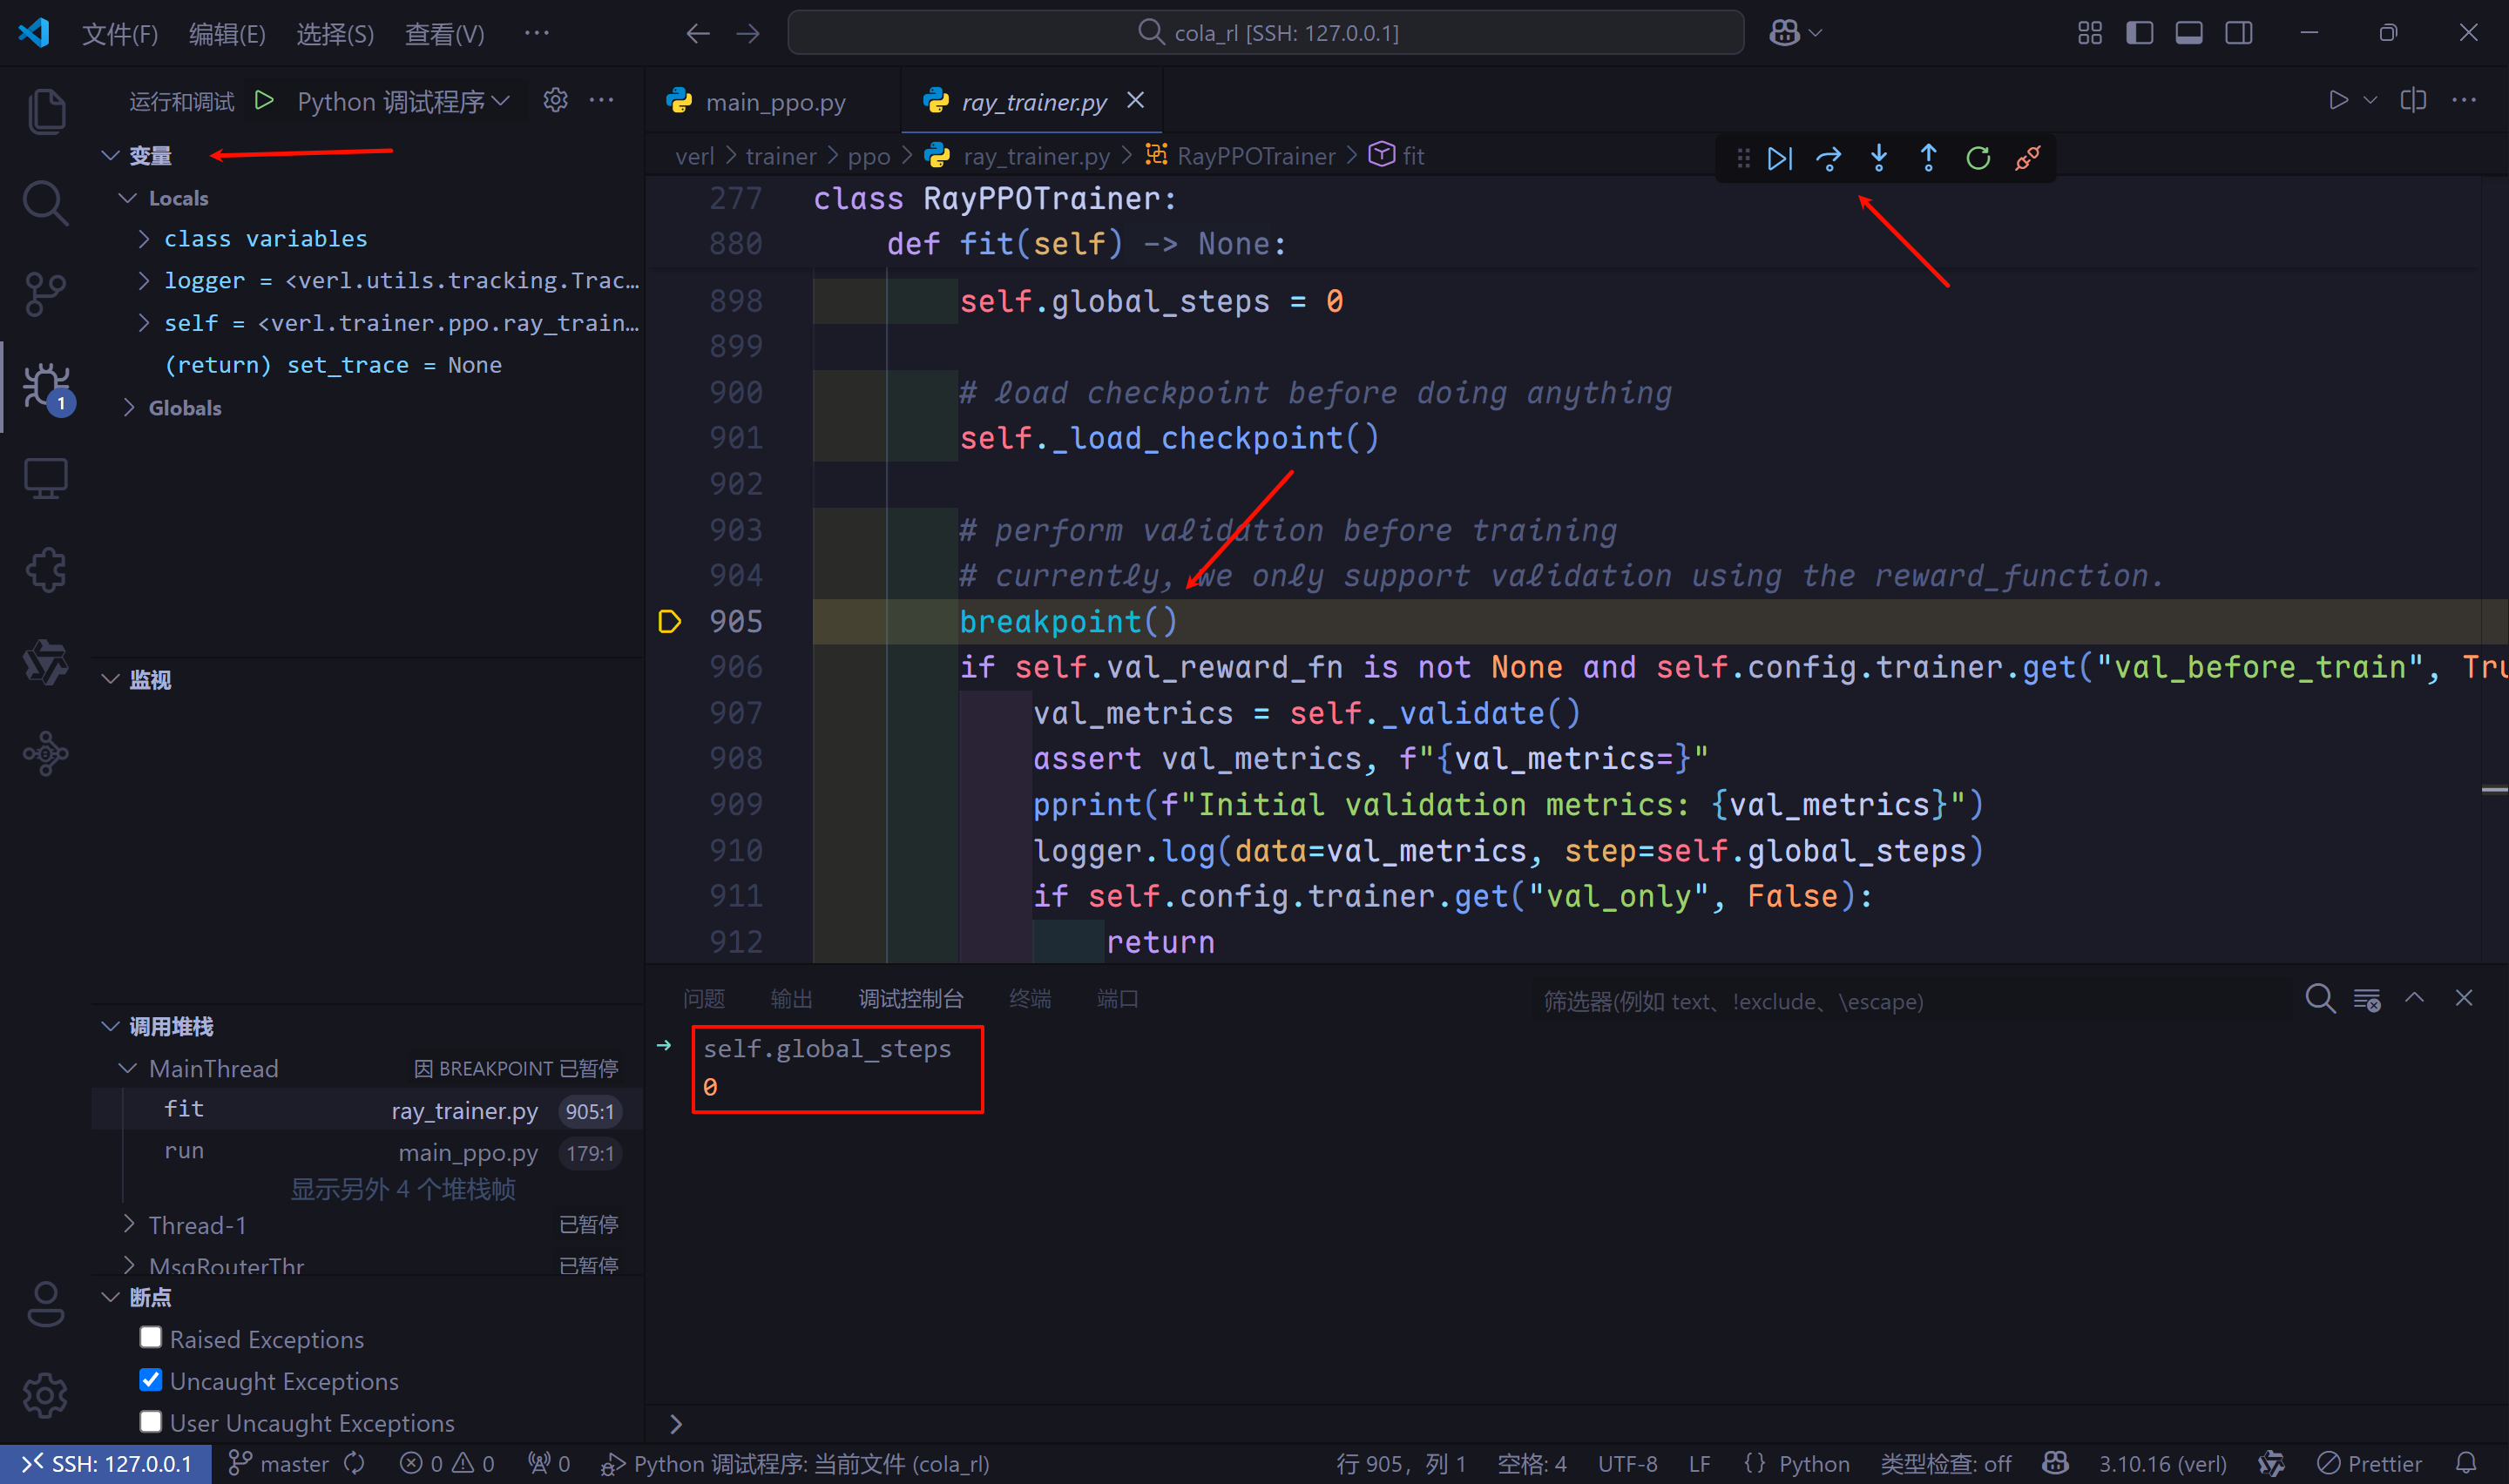 文件(F) 编辑(E) 选择(S) 查看(V) ··· cola_rl [SSH: 127.0.0.1]
运行和调试 Python 调试程序 ···
变量
Locals
class variables
logger = <verl.utils.tracking.Trac…
self = <verl.trainer.ppo.ray_train…
(return) set_trace = None
Globals
监视
调用堆栈
MainThread 因 BREAKPOINT 已暂停
fit ray_trainer.py 905:1
run main_ppo.py 179:1
显示另外 4 个堆栈帧
Thread-1 已暂停
MsgRouterThr 已暂停
断点
Raised Exceptions
Uncaught Exceptions
User Uncaught Exceptions
1
main_ppo.py ray_trainer.py
verl > trainer > ppo > ray_trainer.py > RayPPOTrainer > fit
277 class RayPPOTrainer:
880 def fit(self) -> None:
898 self.global_steps = 0
899
900 # load checkpoint before doing anything
901 self._load_checkpoint()
902
903 # perform validation before training
904 # currently, we only support validation using the reward_function.
905 breakpoint()
906 if self.val_reward_fn is not None and self.config.trainer.get("val_before_train", Tru
907 val_metrics = self._validate()
908 assert val_metrics, f"{val_metrics=}"
909 pprint(f"Initial validation metrics: {val_metrics}")
910 logger.log(data=val_metrics, step=self.global_steps)
911 if self.config.trainer.get("val_only", False):
912 return
问题 输出 调试控制台 终端 端口 筛选器(例如 text、!exclude、\escape)
self.global_steps
0
SSH: 127.0.0.1 master 0 0 0 Python 调试程序: 当前文件 (cola_rl) 行 905，列 1 空格: 4 UTF-8 LF {} Python 类型检查: off 3.10.16 (verl) Prettier